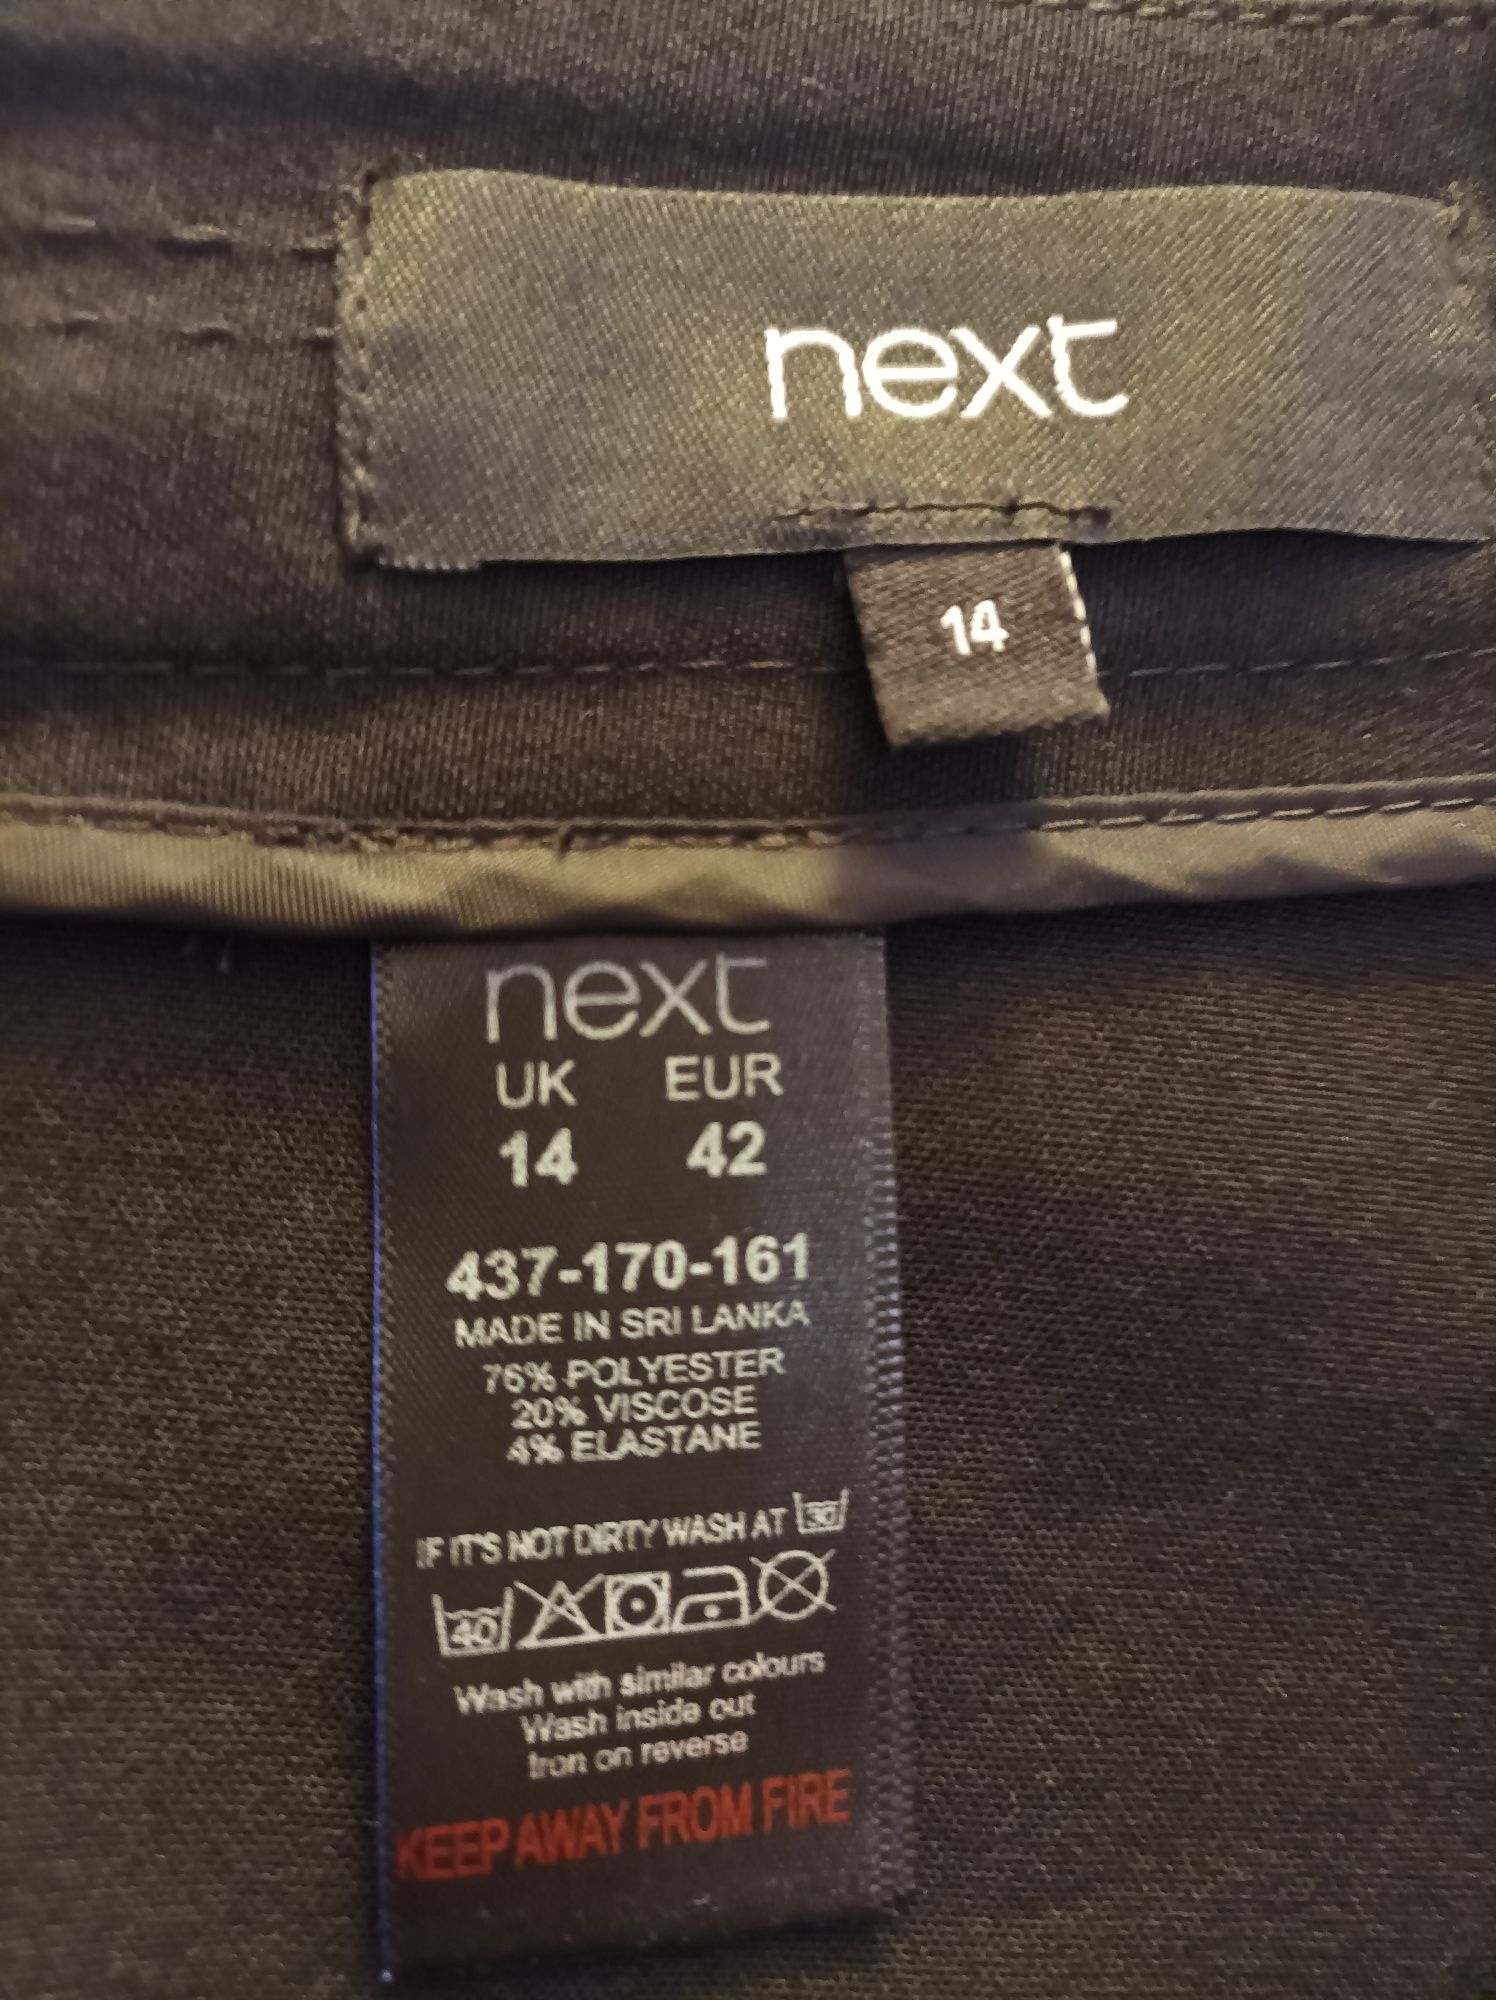 next
14
next
UK EUR
14 42
437-170-161
MADE IN SRI LANKA
76% POLYESTER
20% VISCOSE
4% ELASTANE
IF IT'S NOT DIRTY WASH AT 30
40
Wash with similar colours
Wash inside out
Iron on reverse
KEEP AWAY FROM FIRE